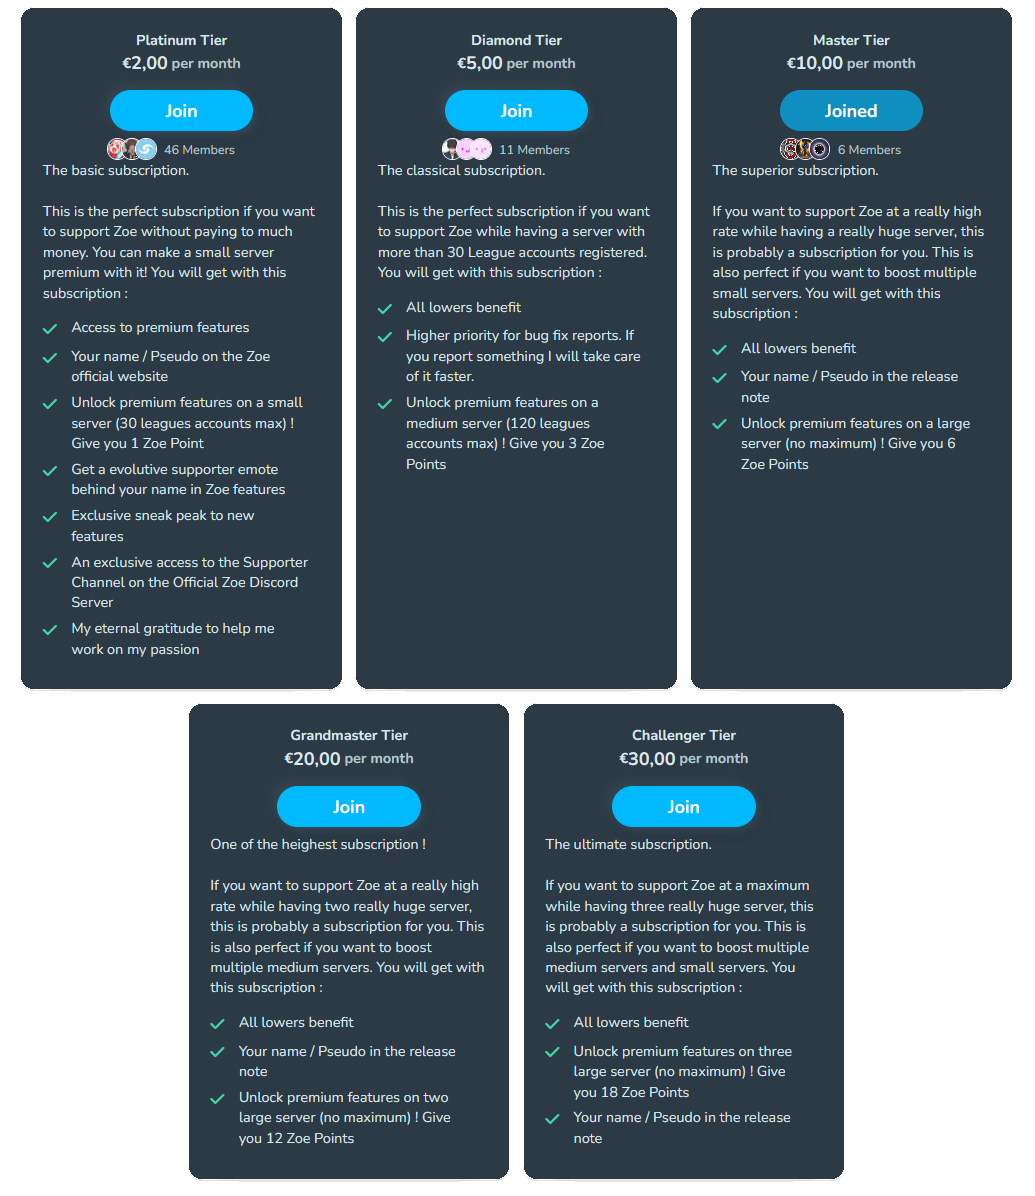 Platinum Tier
€2,00 per month
Join
46 Members
The basic subscription.
This is the perfect subscription if you want
to support Zoe without paying to much
money. You can make a small server
premium with it! You will get with this
subscription :
Access to premium features
Your name / Pseudo on the Zoe
official website
Unlock premium features on a small
server (30 leagues accounts max) !
Give you 1 Zoe Point
Get a evolutive supporter emote
behind your name in Zoe features
Exclusive sneak peak to new
features
An exclusive access to the Supporter
Channel on the Official Zoe Discord
Server
My eternal gratitude to help me
work on my passion
Diamond Tier
€5,00 per month
Join
11 Members
The classical subscription.
This is the perfect subscription if you want
to support Zoe while having a server with
more than 30 League accounts registered.
You will get with this subscription :
All lowers benefit
Higher priority for bug fix reports. If
you report something I will take care
of it faster.
Unlock premium features on a
medium server (120 leagues
accounts max) ! Give you 3 Zoe
Points
Master Tier
€10,00 per month
Joined
6 Members
The superior subscription.
If you want to support Zoe at a really high
rate while having a really huge server, this
is probably a subscription for you. This is
also perfect if you want to boost multiple
small servers. You will get with this
subscription :
All lowers benefit
Your name / Pseudo in the release
note
Unlock premium features on a large
server (no maximum) ! Give you 6
Zoe Points
Grandmaster Tier
€20,00 per month
Join
One of the heighest subscription !
If you want to support Zoe at a really high
rate while having two really huge server,
this is probably a subscription for you. This
is also perfect if you want to boost
multiple medium servers. You will get with
this subscription :
All lowers benefit
Your name / Pseudo in the release
note
Unlock premium features on two
large server (no maximum) ! Give
you 12 Zoe Points
Challenger Tier
€30,00 per month
Join
The ultimate subscription.
If you want to support Zoe at a maximum
while having three really huge server, this
is probably a subscription for you. This is
also perfect if you want to boost multiple
medium servers and small servers. You
will get with this subscription :
All lowers benefit
Unlock premium features on three
large server (no maximum) ! Give
you 18 Zoe Points
Your name / Pseudo in the release
note